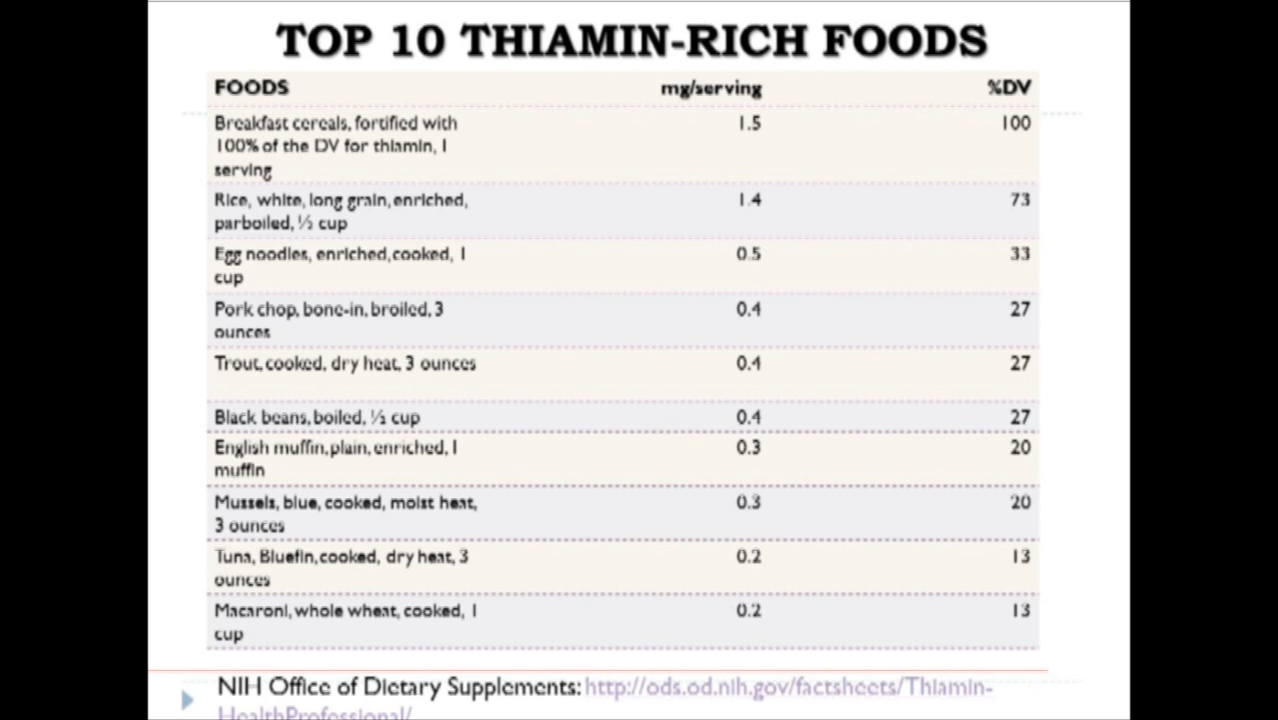 TOP 10 THIAMIN-RICH FOODS
FOODS mg/serving %DV
Breakfast cereals, fortified with 1.5 100
100% of the DV for thiamin, 1
serving
Rice, white, long grain, enriched, 1.4 73
parboiled, ½ cup
Egg noodles, enriched, cooked, 1 0.5 33
cup
Pork chop, bone-in, broiled, 3 0.4 27
ounces
Trout, cooked, dry heat, 3 ounces 0.4 27
Black beans, boiled, ½ cup 0.4 27
English muffin, plain, enriched, 1 0.3 20
muffin
Mussels, blue, cooked, moist heat, 0.3 20
3 ounces
Tuna, Bluefin, cooked, dry heat, 3 0.2 13
ounces
Macaroni, whole wheat, cooked, 1 0.2 13
cup
NIH Office of Dietary Supplements: http://ods.od.nih.gov/factsheets/Thiamin-
HealthProfessional/